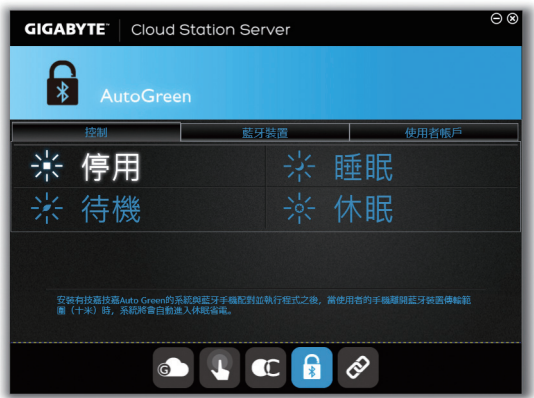 GIGABYTE™ Cloud Station Server
AutoGreen
控制 藍牙裝置 使用者帳戶
停用 睡眠
待機 休眠
安裝有技嘉技嘉Auto Green的系統與藍牙手機配對並執行程式之後，當使用者的手機離開藍牙裝置傳輸範
圍（十米）時，系統將會自動進入休眠省電。
G